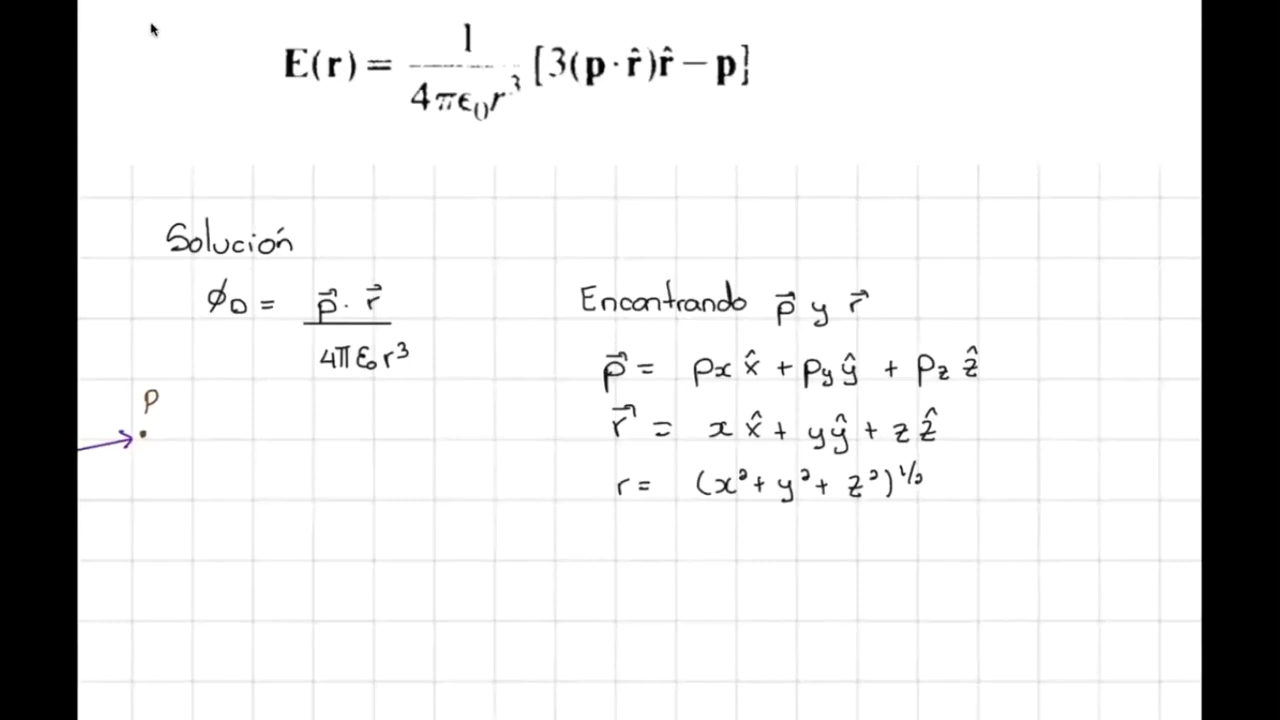 E(r) = 1 / 4πϵ₀r³ [3(p · r̂)r̂ − p]
Solución
ϕD = p⃗ · r⃗ / 4πε₀r³
P
Encontrando p⃗ y r⃗
p⃗ = px x̂ + py ŷ + pz ẑ
r⃗ = x x̂ + y ŷ + z ẑ
r = (x² + y² + z²)^1/2